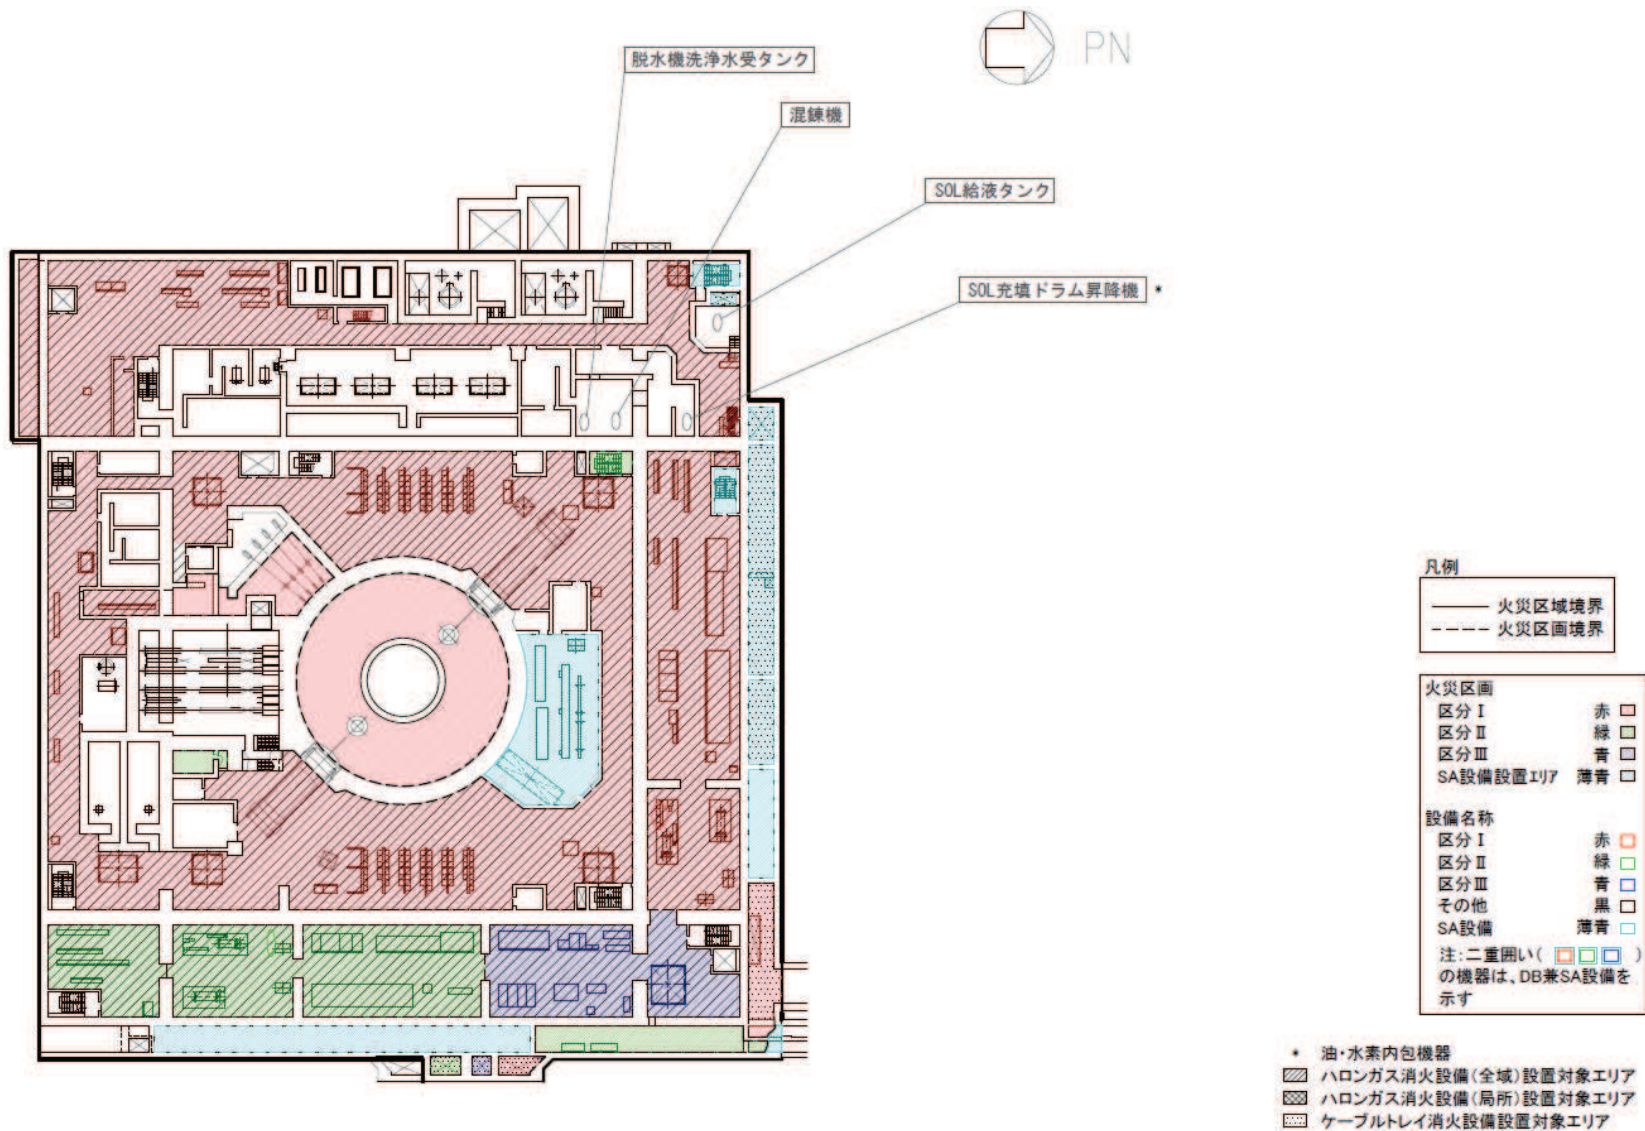 PN
脱水機洗浄水受タンク
混錬機
SOL給液タンク
SOL充填ドラム昇降機 *
凡例
火災区域境界
火災区画境界
火災区画
区分Ⅰ 赤
区分Ⅱ 緑
区分Ⅲ 青
SA設備設置エリア 薄青
設備名称
区分Ⅰ 赤
区分Ⅱ 緑
区分Ⅲ 青
その他 黒
SA設備 薄青
注:二重囲い( )
の機器は、DB兼SA設備を
示す
* 油・水素内包機器
ハロンガス消火設備(全域)設置対象エリア
ハロンガス消火設備(局所)設置対象エリア
ケーブルトレイ消火設備設置対象エリア